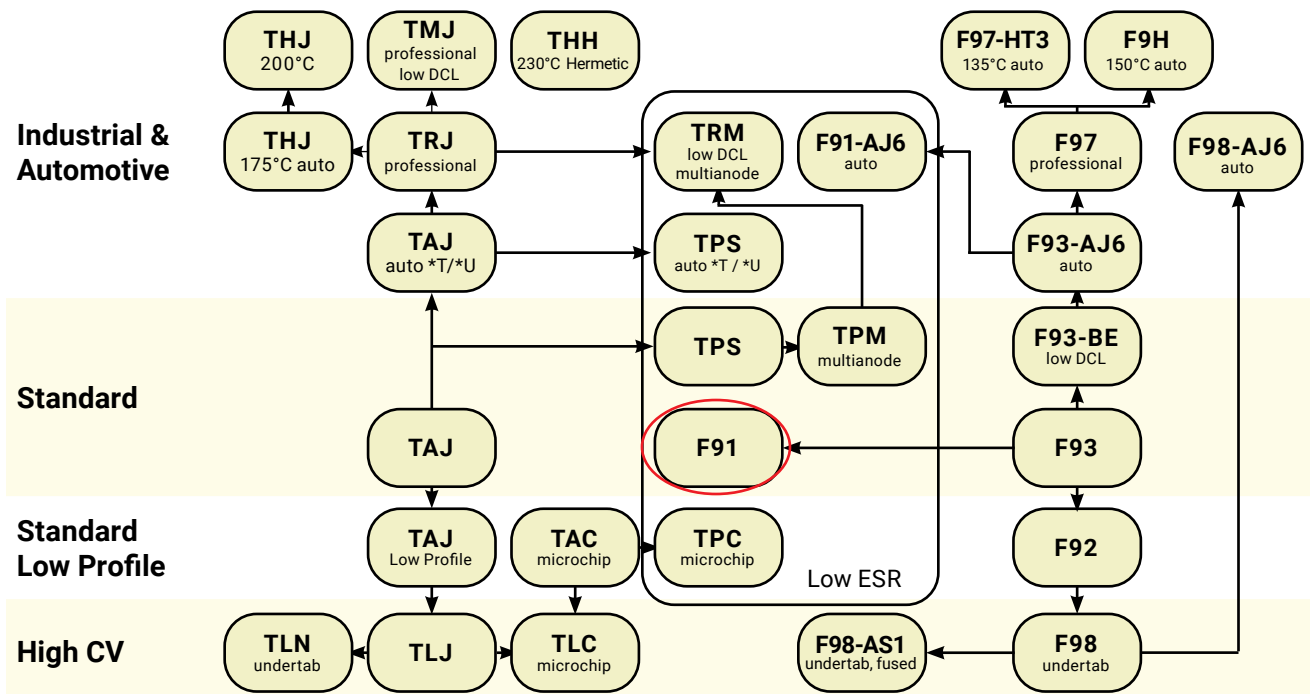 THJ
200°C
TMJ
professional
low DCL
THH
230°C Hermetic
F97-HT3
135°C auto
F9H
150°C auto
Industrial &
Automotive
THJ
175°C auto
TRJ
professional
TRM
low DCL
multianode
F91-AJ6
auto
F97
professional
F98-AJ6
auto
TAJ
auto *T/*U
TPS
auto *T / *U
F93-AJ6
auto
Standard
TPS
TPM
multianode
F93-BE
low DCL
TAJ
F91
F93
Standard
Low Profile
TAJ
Low Profile
TAC
microchip
TPC
microchip
F92
Low ESR
High CV
TLN
undertab
TLJ
TLC
microchip
F98-AS1
undertab, fused
F98
undertab